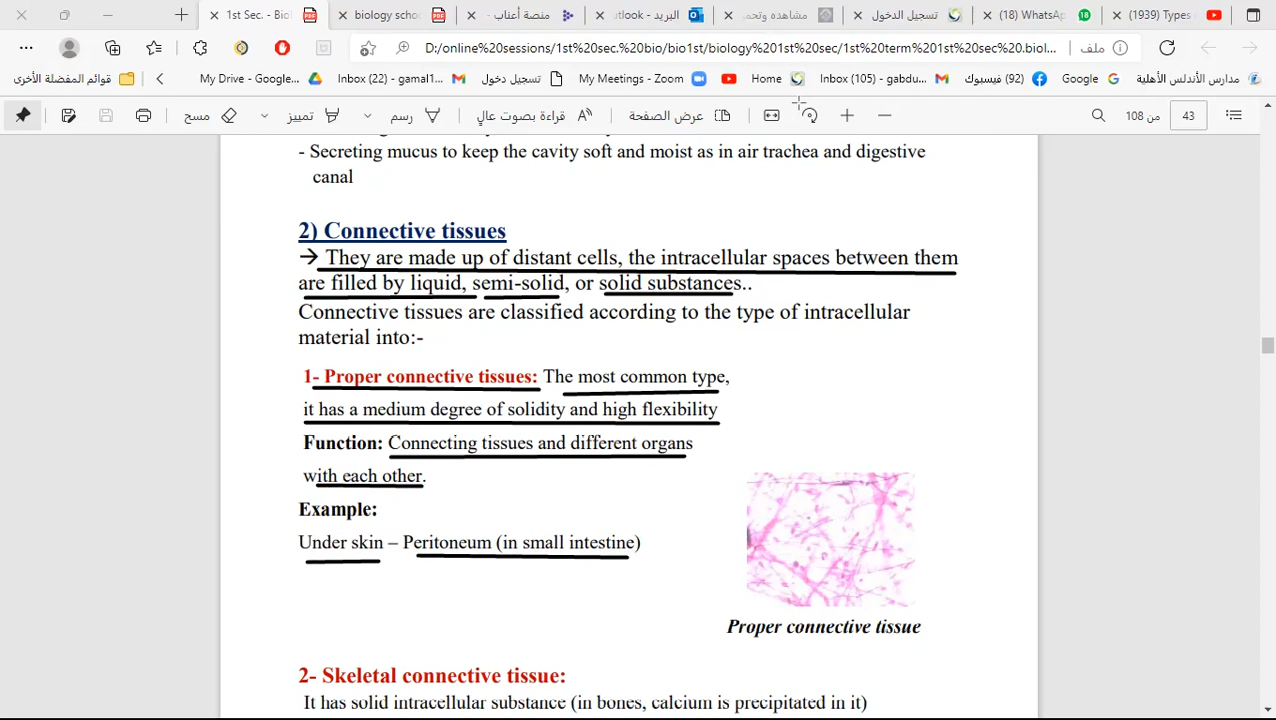 1st Sec. - Biol
biology schoo
منصة أعناب -
البريد - utlook
مشاهده وتحم
تسجيل الدخول
(18) WhatsA
(1939) Types
D:/online%20sessions/1st%20sec.%20bio/bio1st/biology%201st%20sec/1st%20term%201st%20sec%20.biol...
ملف
قوائم المفضلة الأخرى
My Drive - Google...
Inbox (22) - gamal1...
تسجيل دخول
My Meetings - Zoom
Home
Inbox (105) - gabdu...
(92) فيسبوك
Google
مدارس الأندلس الأهلية
مسح
تمييز
رسم
قراءة بصوت عالٍ
عرض الصفحة
من 108
43
- Secreting mucus to keep the cavity soft and moist as in air trachea and digestive
canal
2) Connective tissues
→ They are made up of distant cells, the intracellular spaces between them
are filled by liquid, semi-solid, or solid substances..
Connective tissues are classified according to the type of intracellular
material into:-
1- Proper connective tissues: The most common type,
it has a medium degree of solidity and high flexibility
Function: Connecting tissues and different organs
with each other.
Example:
Under skin – Peritoneum (in small intestine)
Proper connective tissue
2- Skeletal connective tissue:
It has solid intracellular substance (in bones, calcium is precipitated in it)